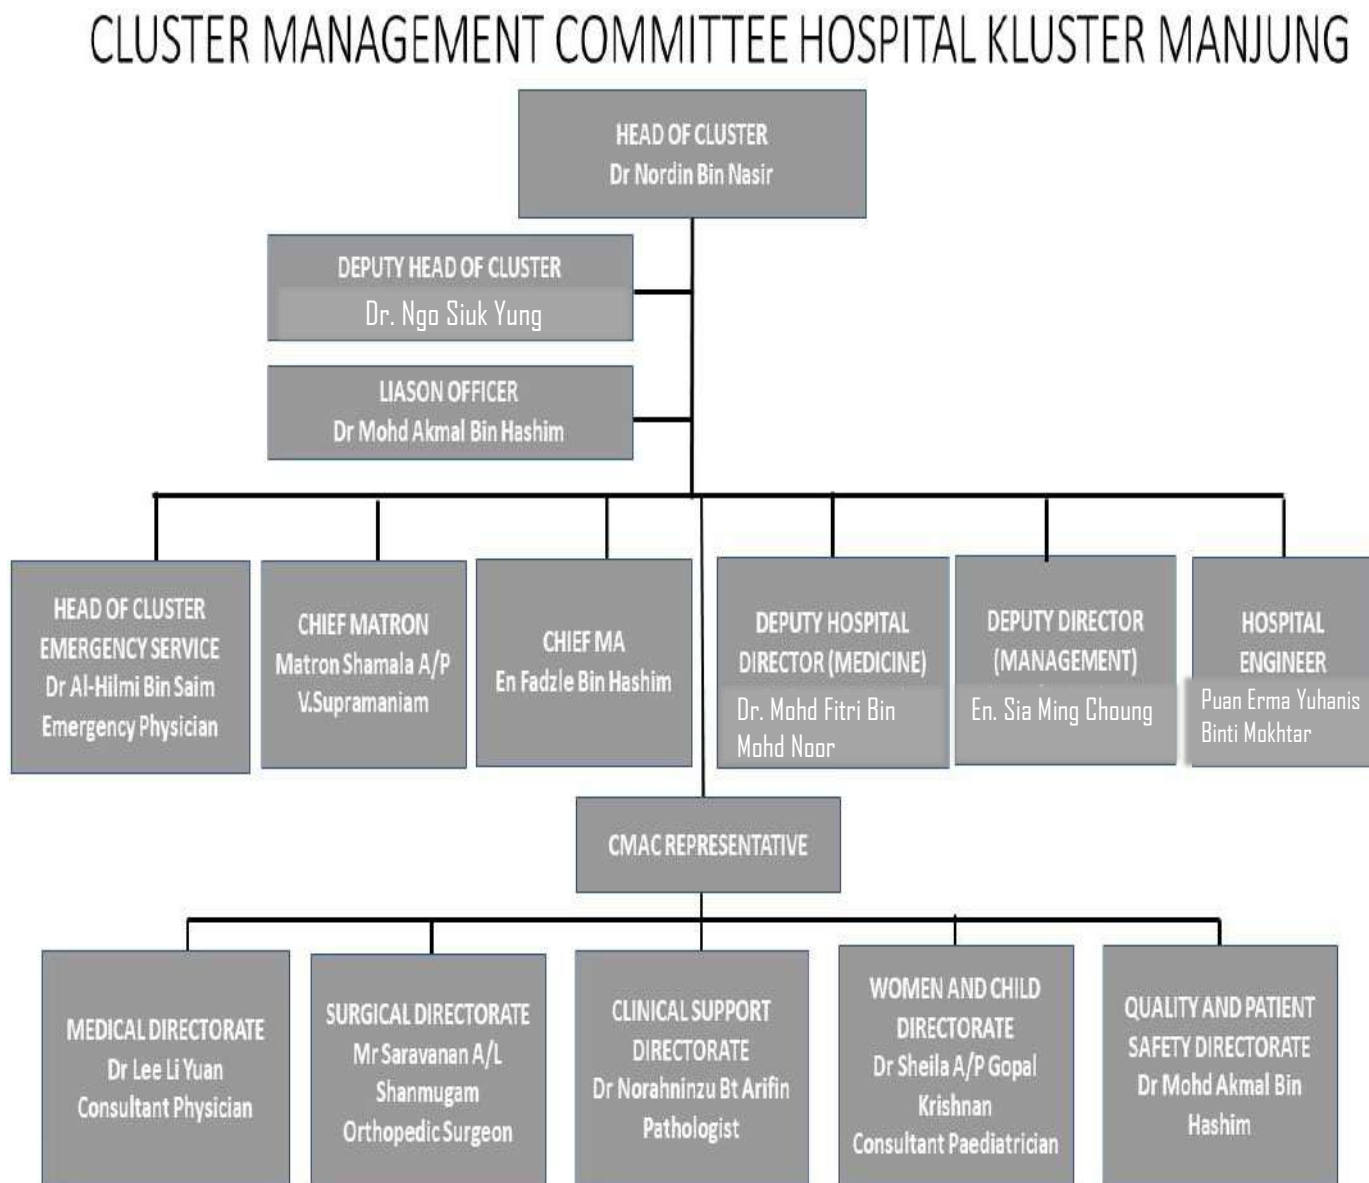 CLUSTER MANAGEMENT COMMITTEE HOSPITAL KLUSTER MANJUNG
HEAD OF CLUSTER
Dr Nordin Bin Nasir
DEPUTY HEAD OF CLUSTER
Dr. Ngo Siuk Yung
LIASON OFFICER
Dr Mohd Akmal Bin Hashim
HEAD OF CLUSTER
EMERGENCY SERVICE
Dr Al-Hilmi Bin Saim
Emergency Physician
CHIEF MATRON
Matron Shamala A/P
V.Supramaniam
CHIEF MA
En Fadzle Bin Hashim
DEPUTY HOSPITAL
DIRECTOR (MEDICINE)
Dr. Mohd Fitri Bin
Mohd Noor
DEPUTY DIRECTOR
(MANAGEMENT)
En. Sia Ming Choung
HOSPITAL
ENGINEER
Puan Erma Yuhanis
Binti Mokhtar
CMAC REPRESENTATIVE
MEDICAL DIRECTORATE
Dr Lee Li Yuan
Consultant Physician
SURGICAL DIRECTORATE
Mr Saravanan A/L
Shanmugam
Orthopedic Surgeon
CLINICAL SUPPORT
DIRECTORATE
Dr Norahninzu Bt Arifin
Pathologist
WOMEN AND CHILD
DIRECTORATE
Dr Sheila A/P Gopal
Krishnan
Consultant Paediatrician
QUALITY AND PATIENT
SAFETY DIRECTORATE
Dr Mohd Akmal Bin
Hashim